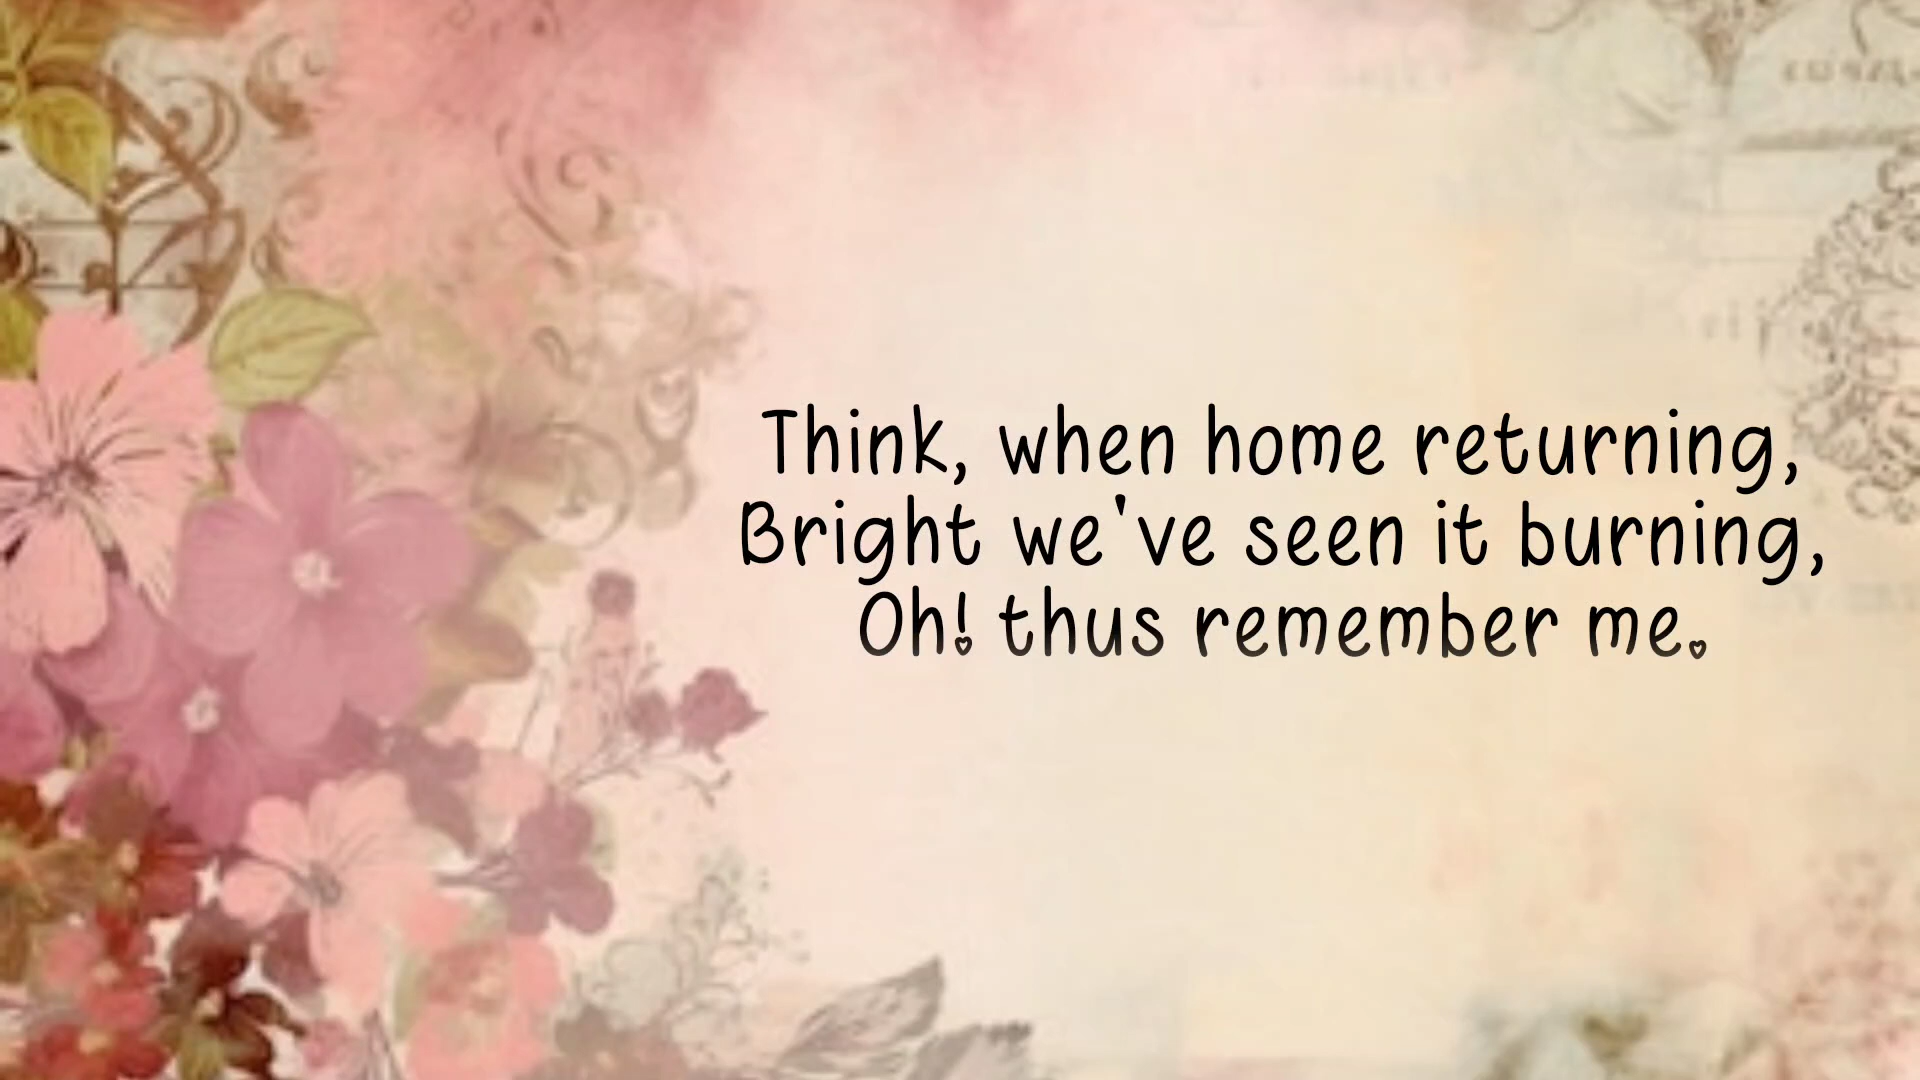 Think, when home returning,
Bright we've seen it burning,
Oh! thus remember me.